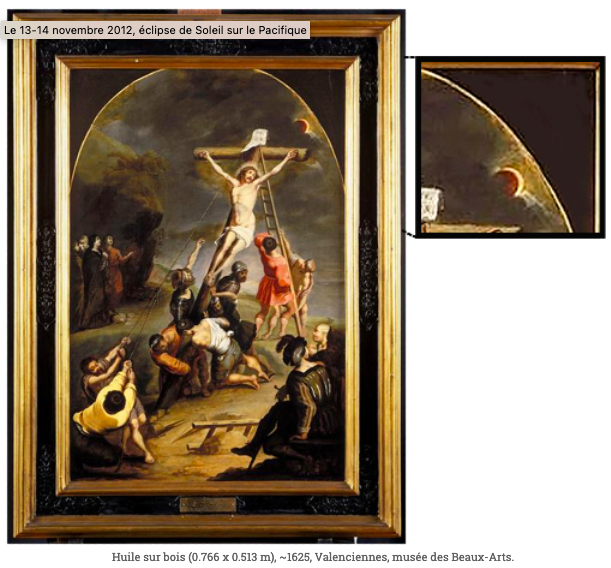 Le 13-14 novembre 2012, éclipse de Soleil sur le Pacifique
Huile sur bois (0.766 x 0.513 m), ~1625, Valenciennes, musée des Beaux-Arts.